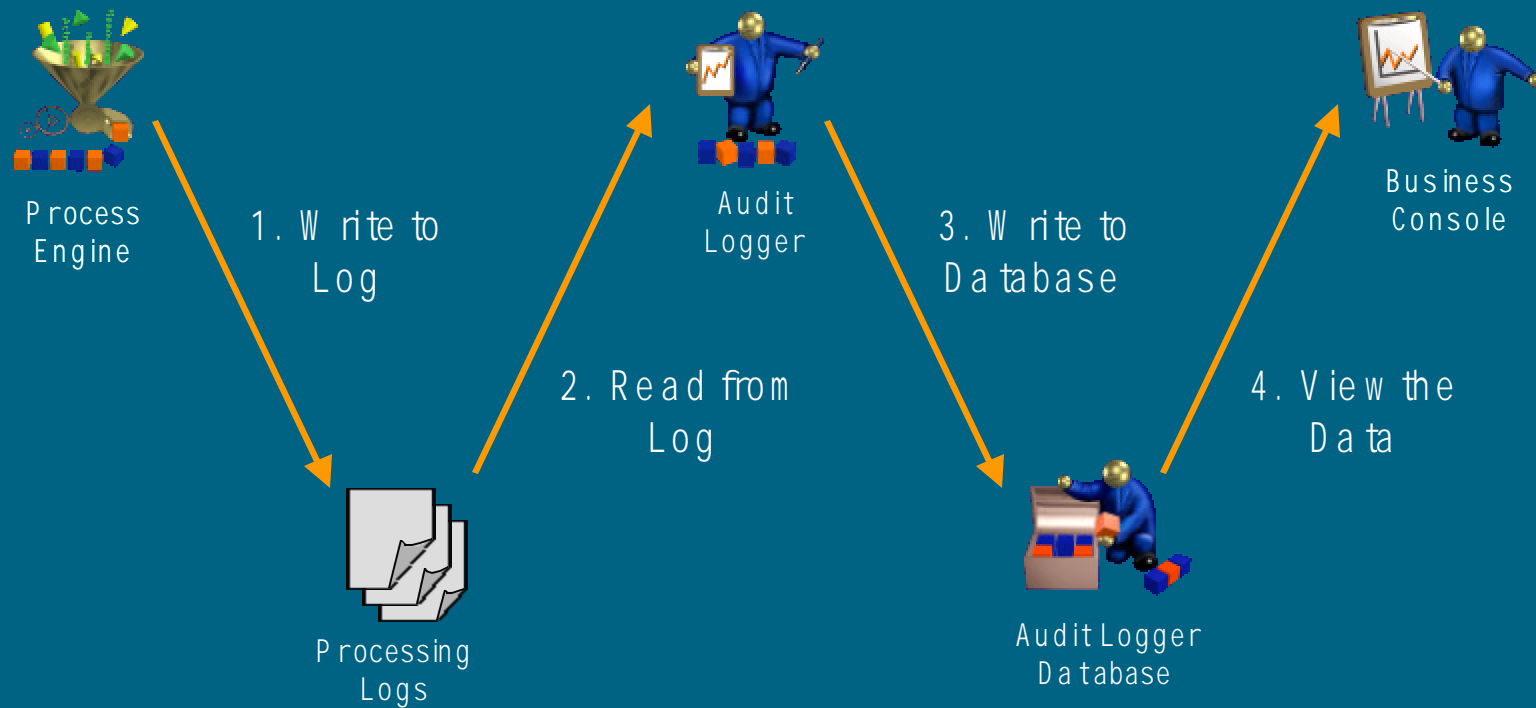 Process
Engine
1. Write to
Log
Audit
Logger
3. Write to
Database
Business
Console
2. Read from
Log
4. View the
Data
Processing
Logs
Audit Logger
Database